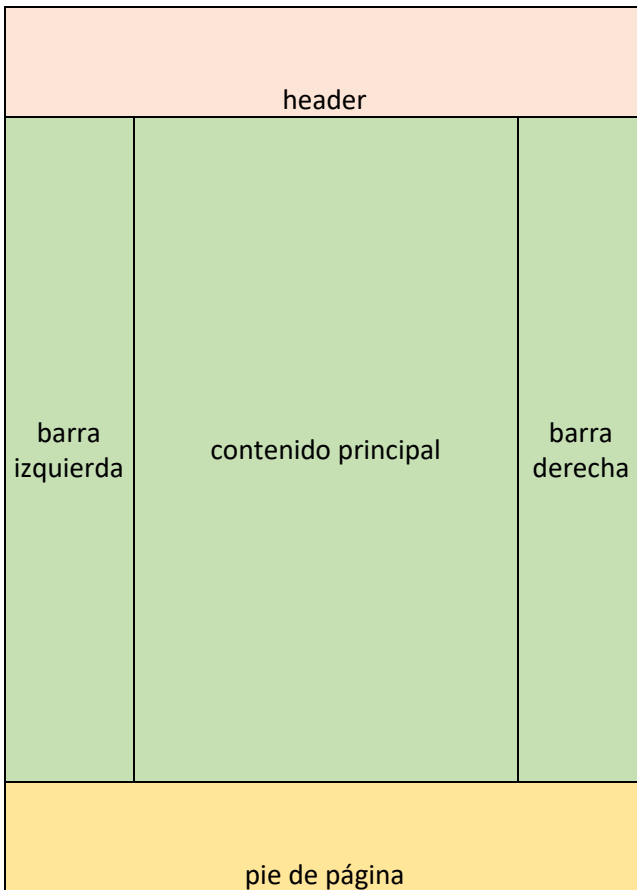 header
barra
izquierda
contenido principal
barra
derecha
pie de página